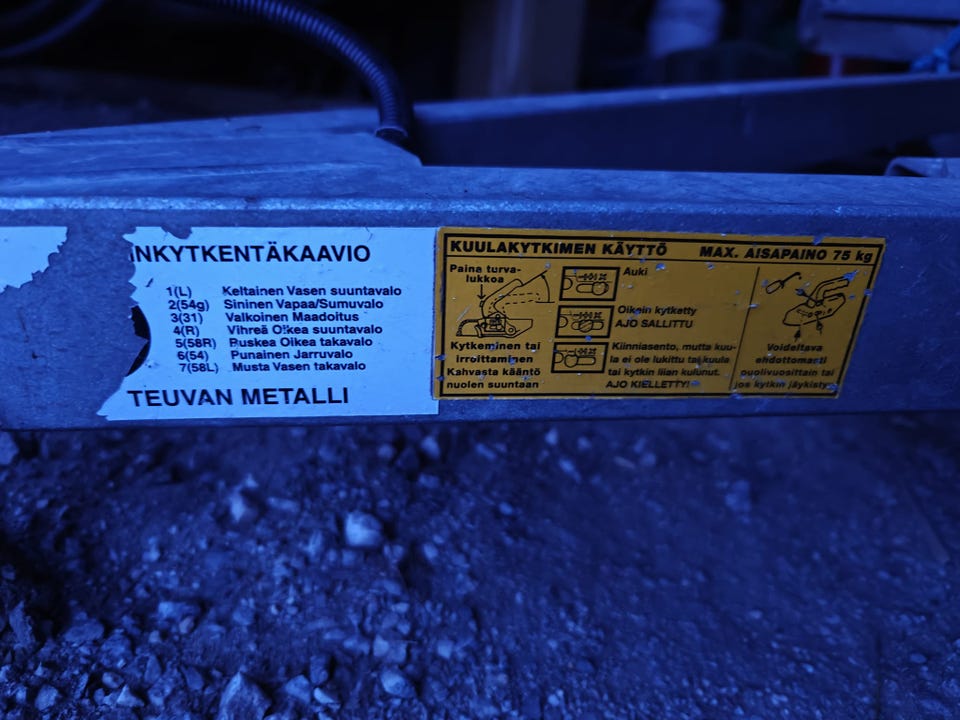 INKYTKENTÄKAAVIO
1(L) Keltainen Vasen suuntavalo
2(54g) Sininen Vapaa/Sumuvalo
3(31) Valkoinen Maadoitus
4(R) Vihreä Oikea suuntavalo
5(58R) Ruskea Oikea takavalo
6(54) Punainen Jarruvalo
7(58L) Musta Vasen takavalo
TEUVAN METALLI
KUULAKYTKIMEN KÄYTTÖ MAX. AISAPAINO 75 kg
Paina turva-
lukkoa
Kytkeminen tai
irroittaminen
Kahvasta kääntö
nuolen suuntaan
Auki
Oikein kytketty
AJO SALLITTU
Kiinniasento, mutta kuu-
la ei ole lukittu tai kuula
tai kytkin liian kulunut.
AJO KIELLETTY!
Voideltava
ehdottomasti
puolivuosittain tai
jos kytkin jäykistyy